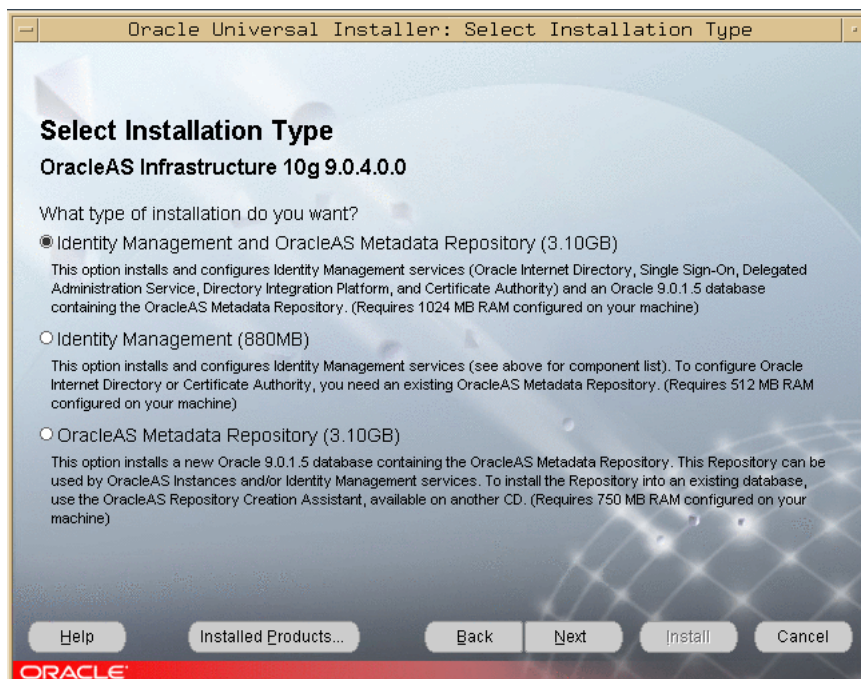 Oracle Universal Installer: Select Installation Type
Select Installation Type
OracleAS Infrastructure 10g 9.0.4.0.0
What type of installation do you want?
Identity Management and OracleAS Metadata Repository (3.10GB)
This option installs and configures Identity Management services (Oracle Internet Directory, Single Sign-On, Delegated
Administration Service, Directory Integration Platform, and Certificate Authority) and an Oracle 9.0.1.5 database
containing the OracleAS Metadata Repository. (Requires 1024 MB RAM configured on your machine)
Identity Management (880MB)
This option installs and configures Identity Management services (see above for component list). To configure Oracle
Internet Directory or Certificate Authority, you need an existing OracleAS Metadata Repository. (Requires 512 MB RAM
configured on your machine)
OracleAS Metadata Repository (3.10GB)
This option installs a new Oracle 9.0.1.5 database containing the OracleAS Metadata Repository. This Repository can be
used by OracleAS Instances and/or Identity Management services. To install the Repository into an existing database,
use the OracleAS Repository Creation Assistant, available on another CD. (Requires 750 MB RAM configured on your
machine)
Help Installed Products... Back Next Install Cancel
ORACLE